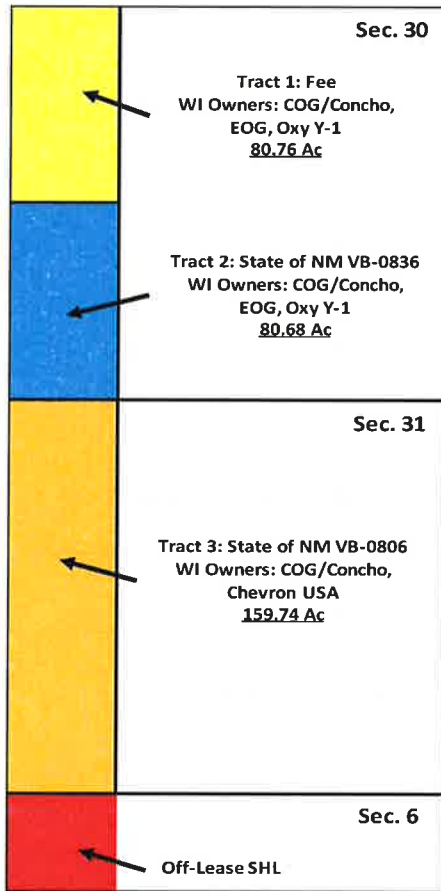 Sec. 30
Tract 1: Fee
WI Owners: COG/Concho,
EOG, Oxy Y-1
80.76 Ac
Tract 2: State of NM VB-0836
WI Owners: COG/Concho,
EOG, Oxy Y-1
80.68 Ac
Sec. 31
Tract 3: State of NM VB-0806
WI Owners: COG/Concho,
Chevron USA
159.74 Ac
Sec. 6
Off-Lease SHL